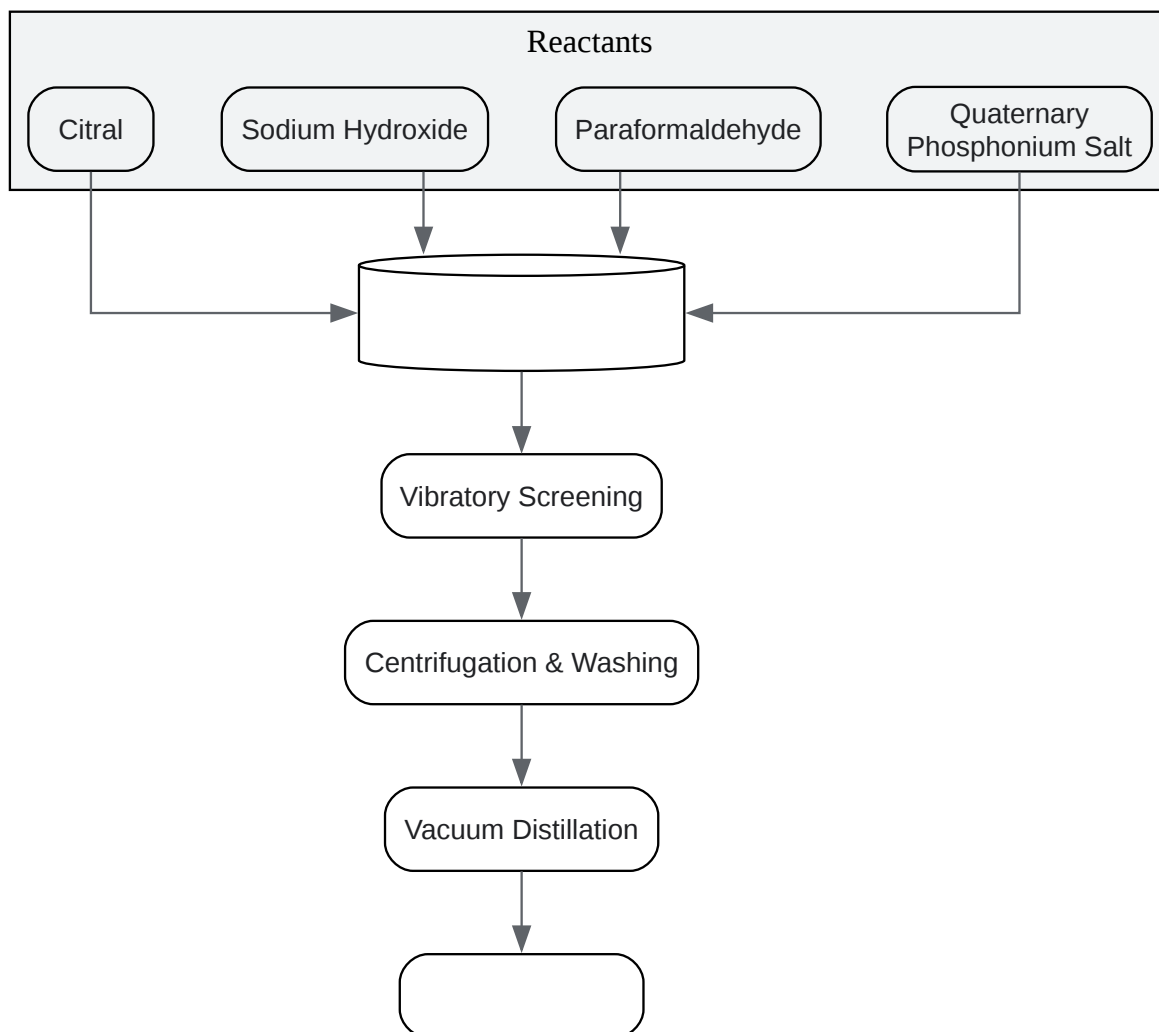 Reactants
Citral
Sodium Hydroxide
Paraformaldehyde
Quaternary
Phosphonium Salt
Vibratory Screening
Centrifugation & Washing
Vacuum Distillation